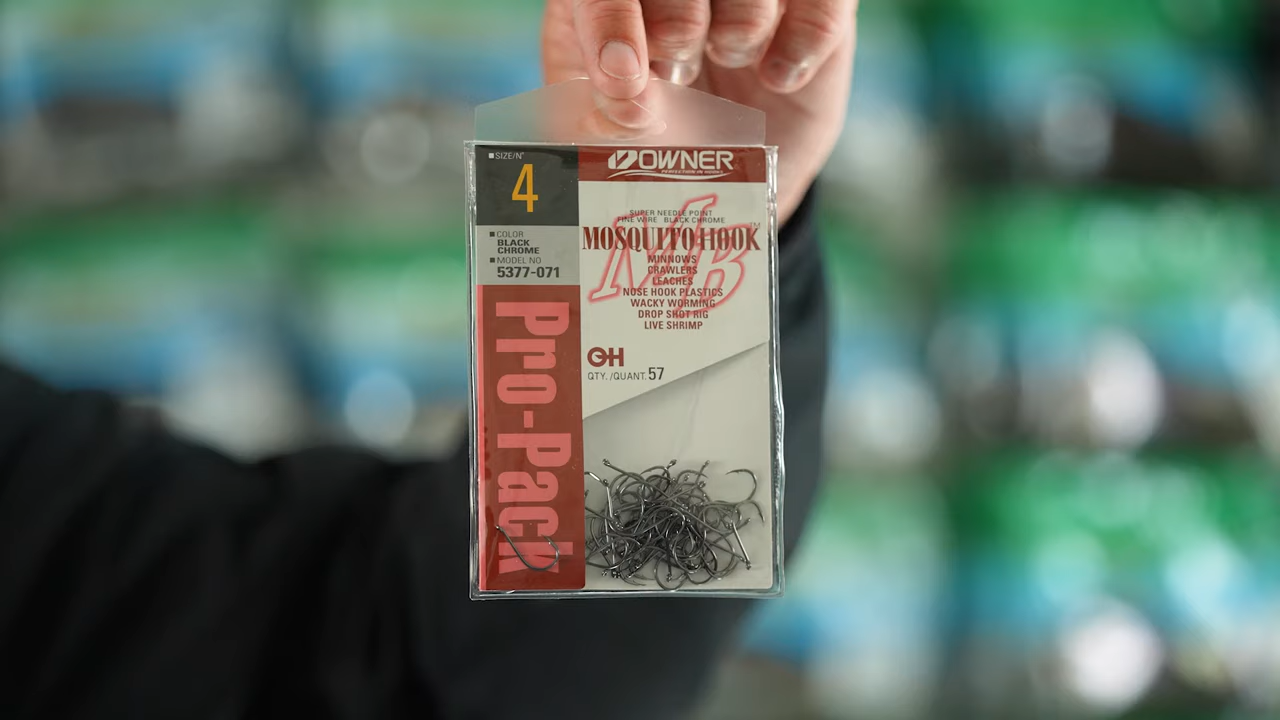 SIZE/N°
4
COLOR
BLACK
CHROME
MODEL NO
5377-071
Pro-Pack
OWNER
PERFECTION IN HOOKS
SUPER NEEDLE POINT
FINE WIRE BLACK CHROME
MOSQUITO HOOK™
MINNOWS
CRAWLERS
LEACHES
NOSE HOOK PLASTICS
WACKY WORMING
DROP SHOT RIG
LIVE SHRIMP
OH
QTY./QUANT. 57